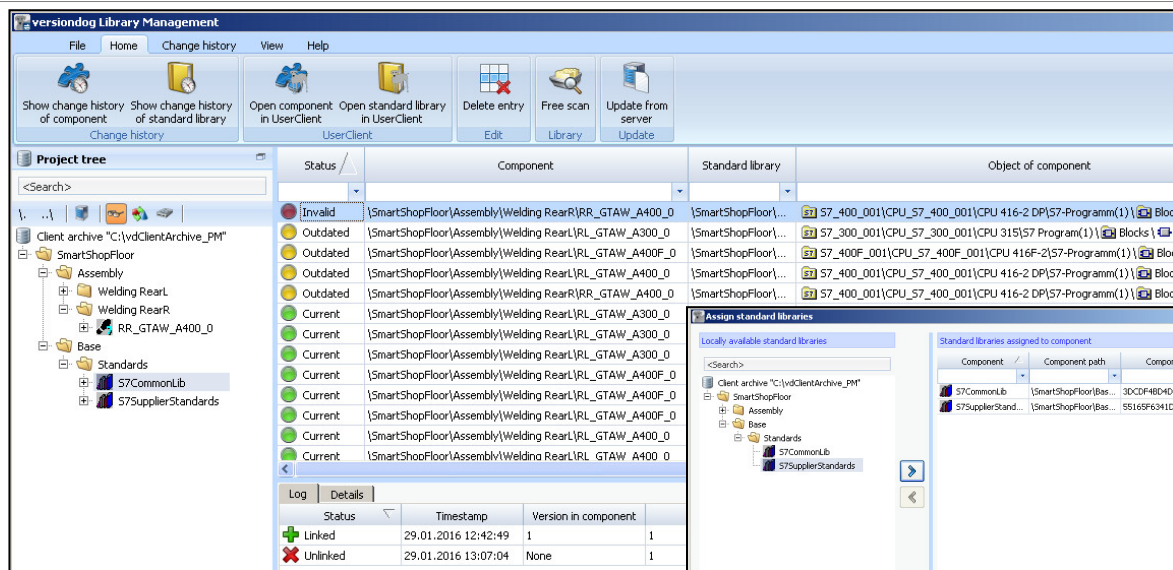 versiondog Library Management
File Home Change history View Help
Show change history of component
Show change history of standard library
Change history
Open component in UserClient
Open standard library in UserClient
UserClient
Delete entry
Edit
Free scan
Library
Update from server
Update
Project tree
<Search>
\. ..\
Client archive "C:\vdClientArchive_PM"
SmartShopFloor
Assembly
Welding RearL
Welding RearR
RR_GTAW_A400_0
Base
Standards
S7CommonLib
S7SupplierStandards
Status Component Standard library Object of component
Invalid \SmartShopFloor\Assembly\Welding RearR\RR_GTAW_A400_0 \SmartShopFloor\... S7_400_001\CPU_S7_400_001\CPU 416-2 DP\S7-Programm(1)\ Bloc
Outdated \SmartShopFloor\Assembly\Welding RearL\RL_GTAW_A300_0 \SmartShopFloor\... S7_300_001\CPU_S7_300_001\CPU 315\S7 Program(1)\ Blocks\
Outdated \SmartShopFloor\Assembly\Welding RearL\RL_GTAW_A400F_0 \SmartShopFloor\... S7_400F_001\CPU_S7_400F_001\CPU 416F-2\S7-Programm(1)\ Bloc
Outdated \SmartShopFloor\Assembly\Welding RearL\RL_GTAW_A400_0 \SmartShopFloor\... S7_400_001\CPU_S7_400_001\CPU 416-2 DP\S7-Programm(1)\ Bloc
Outdated \SmartShopFloor\Assembly\Welding RearR\RR_GTAW_A400_0 \SmartShopFloor\... S7_400_001\CPU_S7_400_001\CPU 416-2 DP\S7-Programm(1)\ Bloc
Current \SmartShopFloor\Assembly\Welding RearL\RL_GTAW_A300_0
Current \SmartShopFloor\Assembly\Welding RearL\RL_GTAW_A300_0
Current \SmartShopFloor\Assembly\Welding RearL\RL_GTAW_A300_0
Current \SmartShopFloor\Assembly\Welding RearL\RL_GTAW_A400F_0
Current \SmartShopFloor\Assembly\Welding RearL\RL_GTAW_A400F_0
Current \SmartShopFloor\Assembly\Welding RearL\RL_GTAW_A400F_0
Current \SmartShopFloor\Assembly\Welding RearL\RL_GTAW_A400_0
Current \SmartShopFloor\Assembly\Welding RearL\RL_GTAW_A400_0
Log Details
Status Timestamp Version in component
Linked 29.01.2016 12:42:49 1 1
Unlinked 29.01.2016 13:07:04 None 1
Assign standard libraries
Locally available standard libraries
<Search>
Client archive "C:\vdClientArchive_PM"
SmartShopFloor
Assembly
Base
Standards
S7CommonLib
S7SupplierStandards
Standard libraries assigned to component
Component Component path Compor
S7CommonLib \SmartShopFloor\Bas... 3DCDF4BD4D
S7SupplierStand... \SmartShopFloor\Bas... 55165F6341D